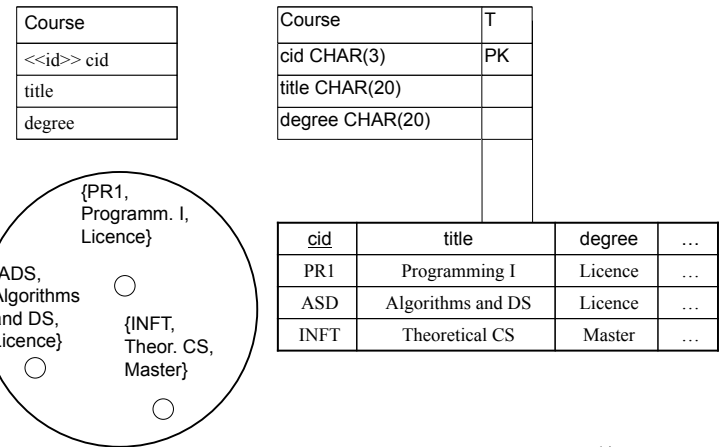 Course
<<id>> cid
title
degree
Course T
cid CHAR(3) PK
title CHAR(20)
degree CHAR(20)
{PR1,
Programm. I,
Licence}
ADS,
Algorithms
and DS,
Licence}
{INFT,
Theor. CS,
Master}
cid title degree …
PR1 Programming I Licence …
ASD Algorithms and DS Licence …
INFT Theoretical CS Master …